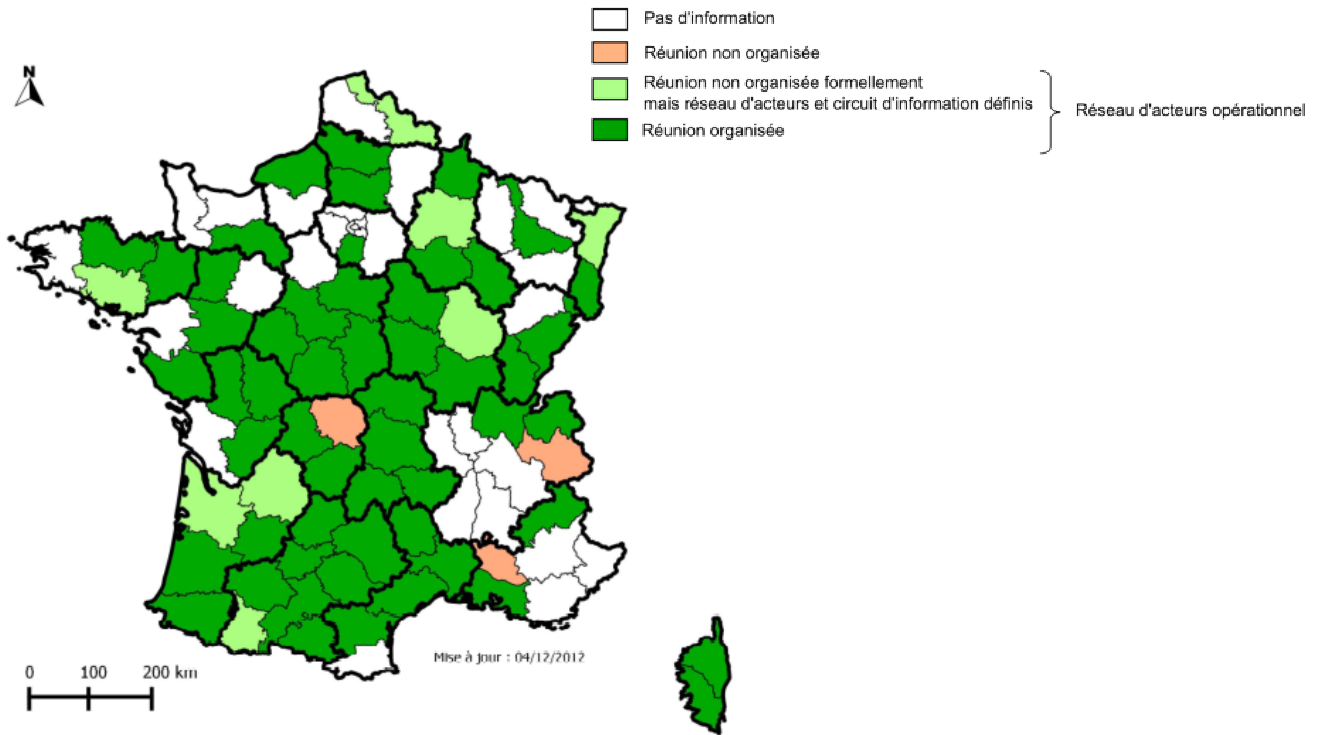 Pas d'information
Réunion non organisée
Réunion non organisée formellement
mais réseau d'acteurs et circuit d'information définis
Réunion organisée
Réseau d'acteurs opérationnel
N
Mise à jour : 04/12/2012
0 100 200 km